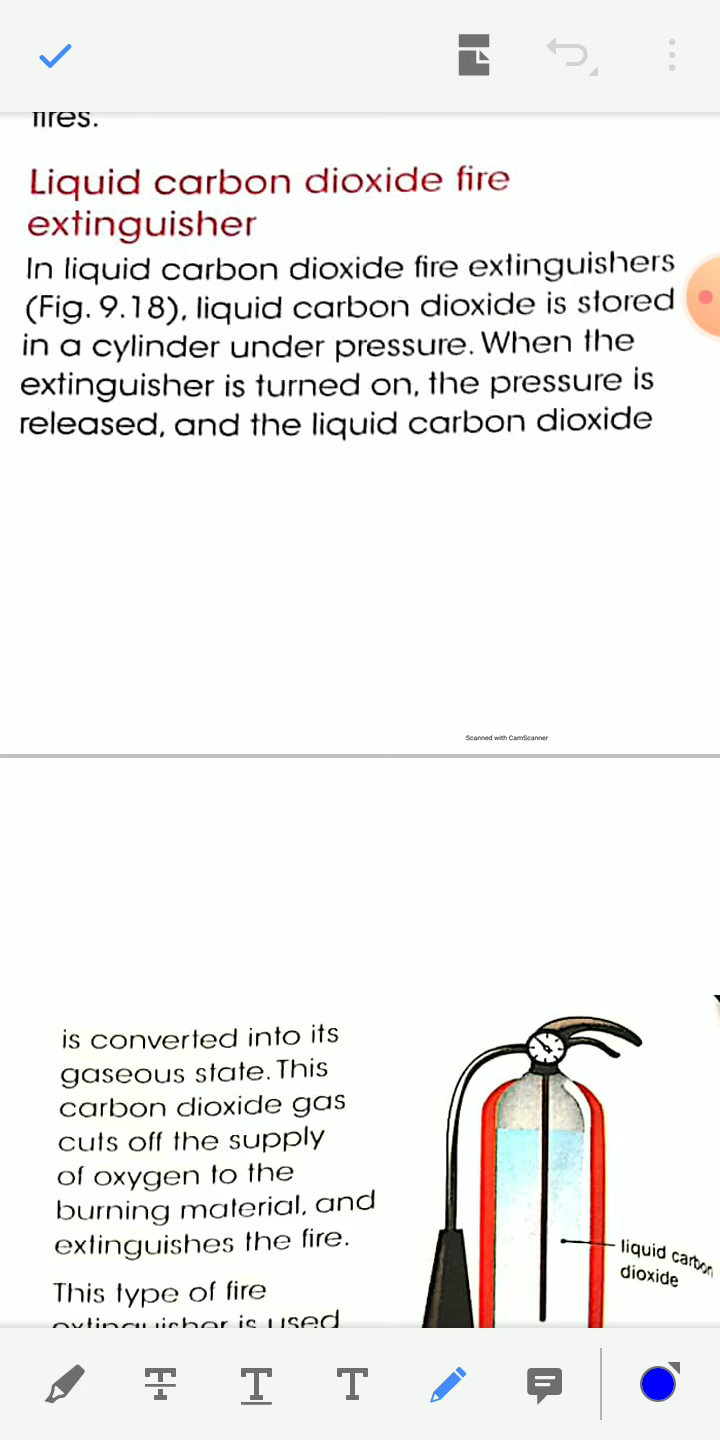 fires.
Liquid carbon dioxide fire
extinguisher
In liquid carbon dioxide fire extinguishers
(Fig. 9.18), liquid carbon dioxide is stored
in a cylinder under pressure. When the
extinguisher is turned on, the pressure is
released, and the liquid carbon dioxide
Scanned with CamScanner
is converted into its
gaseous state. This
carbon dioxide gas
cuts off the supply
of oxygen to the
burning material, and
extinguishes the fire.
liquid carbon
dioxide
This type of fire
extinguisher is used
T T T